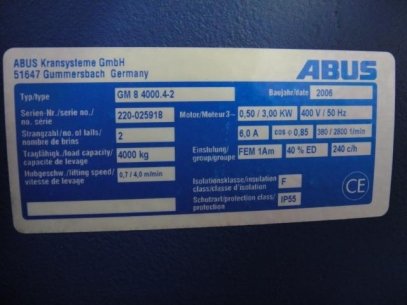 ABUS Kransysteme GmbH
51647 Gummersbach Germany
ABUS
Typ/type GM 8 4000.4-2 Baujahr/date 2006
Serien-Nr./serie no./
no. série
220-025918 Motor/Moteur3~ 0,50 / 3,00 KW 400 V / 50 Hz
Strangzahl/no. of falls/
nombre de brins
2 6,0 A cos φ 0,85 380 / 2800 1/min
Tragfähigk./load capacity/
capacité de levage
4000 kg Einstufung/
group/groupe
FEM 1Am 40 % ED 240 c/h
Hubgeschw./lifting speed/
vitesse de levage
0,7 / 4,0 m/min
Isolationsklasse/insulation
class/classe d'isolation
F
Schutzart/protection class/
protection
IP55
CE